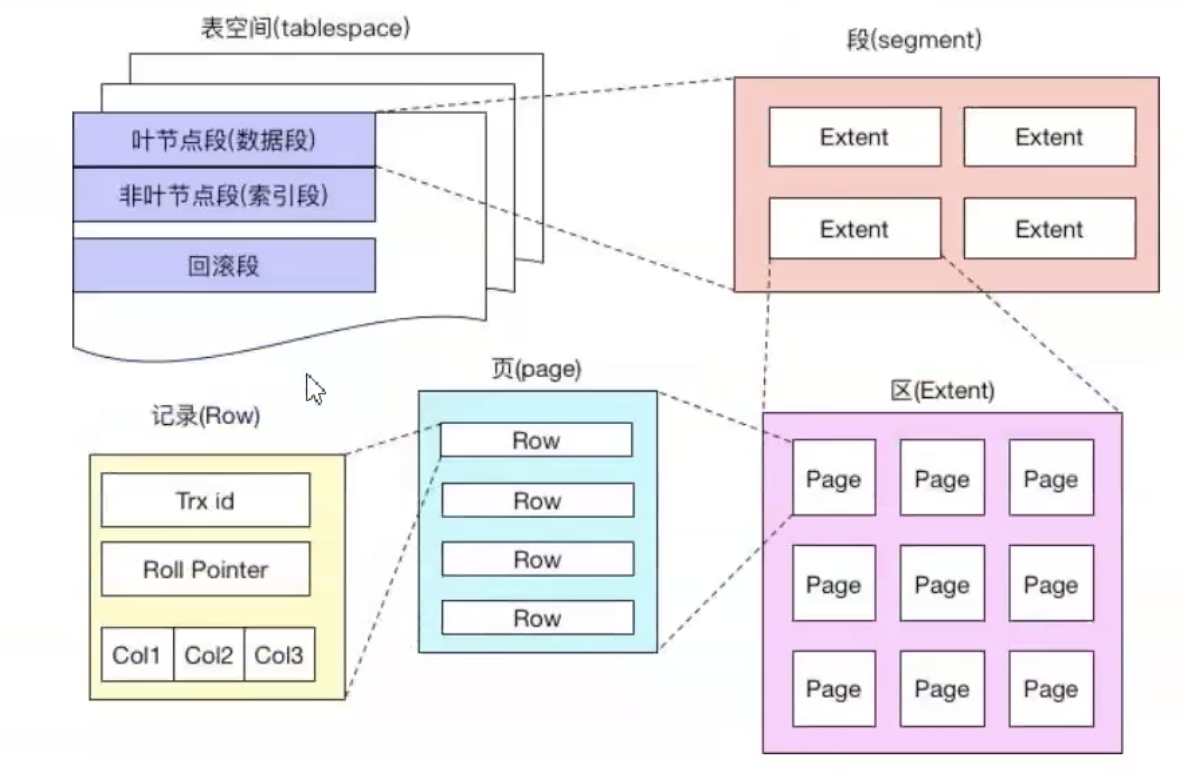 表空间(tablespace)
叶节点段(数据段)
非叶节点段(索引段)
回滚段
段(segment)
Extent Extent
Extent Extent
区(Extent)
Page Page Page
Page Page Page
Page Page Page
页(page)
Row
Row
Row
Row
记录(Row)
Trx id
Roll Pointer
Col1 Col2 Col3